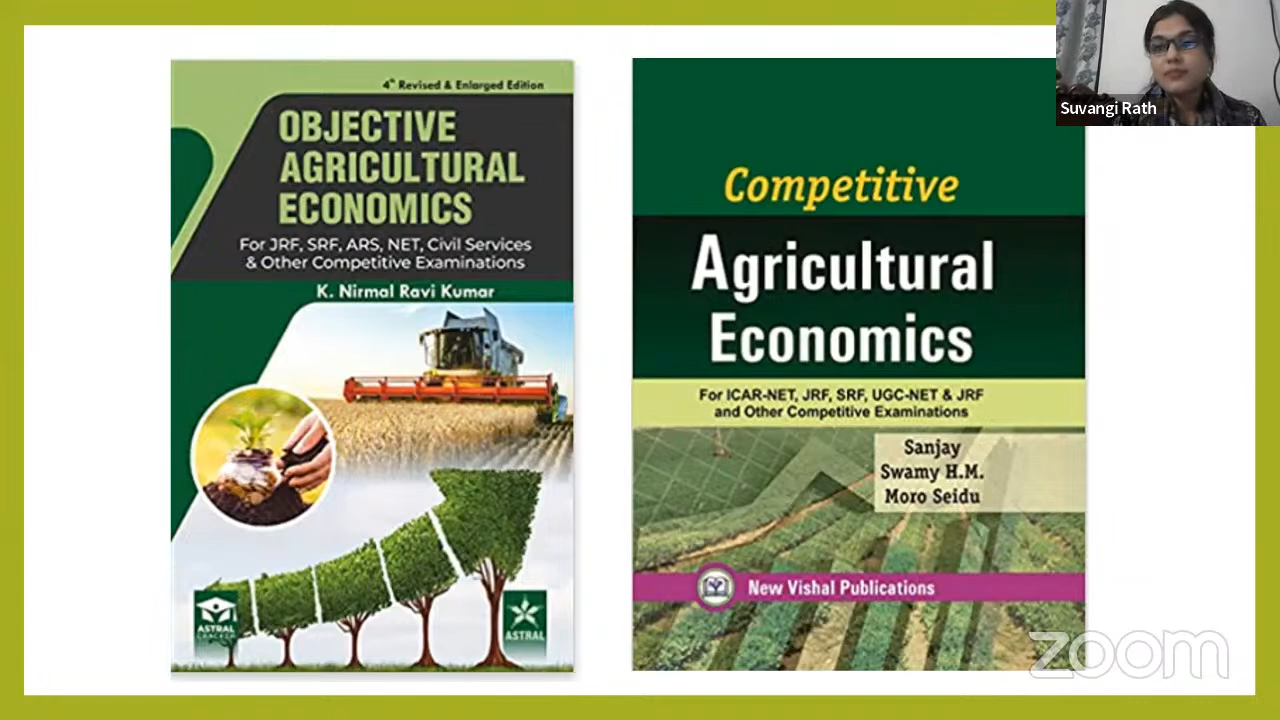 4th Revised & Enlarged Edition
OBJECTIVE
AGRICULTURAL
ECONOMICS
For JRF, SRF, ARS, NET, Civil Services
& Other Competitive Examinations
K. Nirmal Ravi Kumar
ASTRAL
CRACKER
ASTRAL
Competitive
Agricultural
Economics
For ICAR-NET, JRF, SRF, UGC-NET & JRF
and Other Competitive Examinations
Sanjay
Swamy H.M.
Moro Seidu
New Vishal Publications
Suvangi Rath
zoom